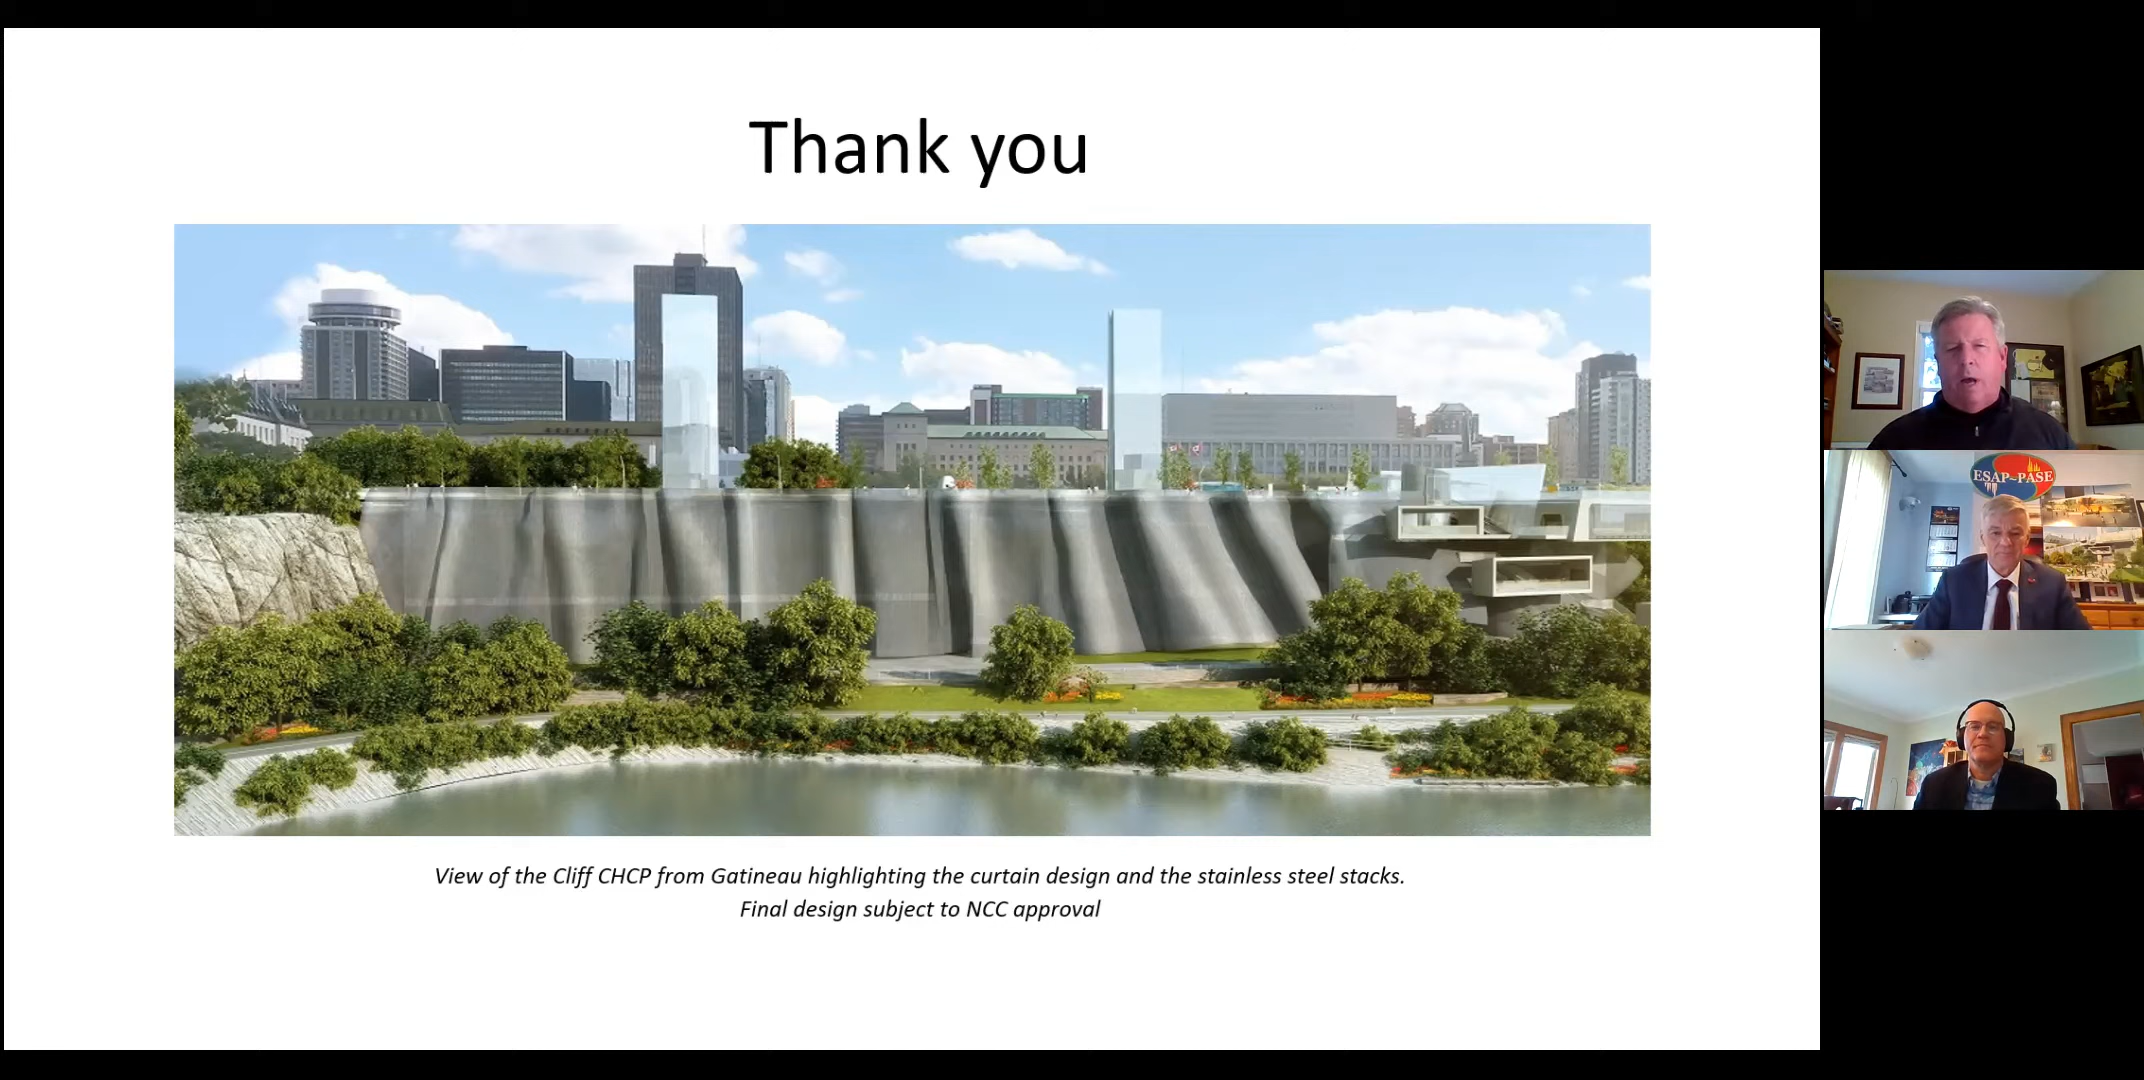 Thank you
View of the Cliff CHCP from Gatineau highlighting the curtain design and the stainless steel stacks.
Final design subject to NCC approval
ESAP~PASE